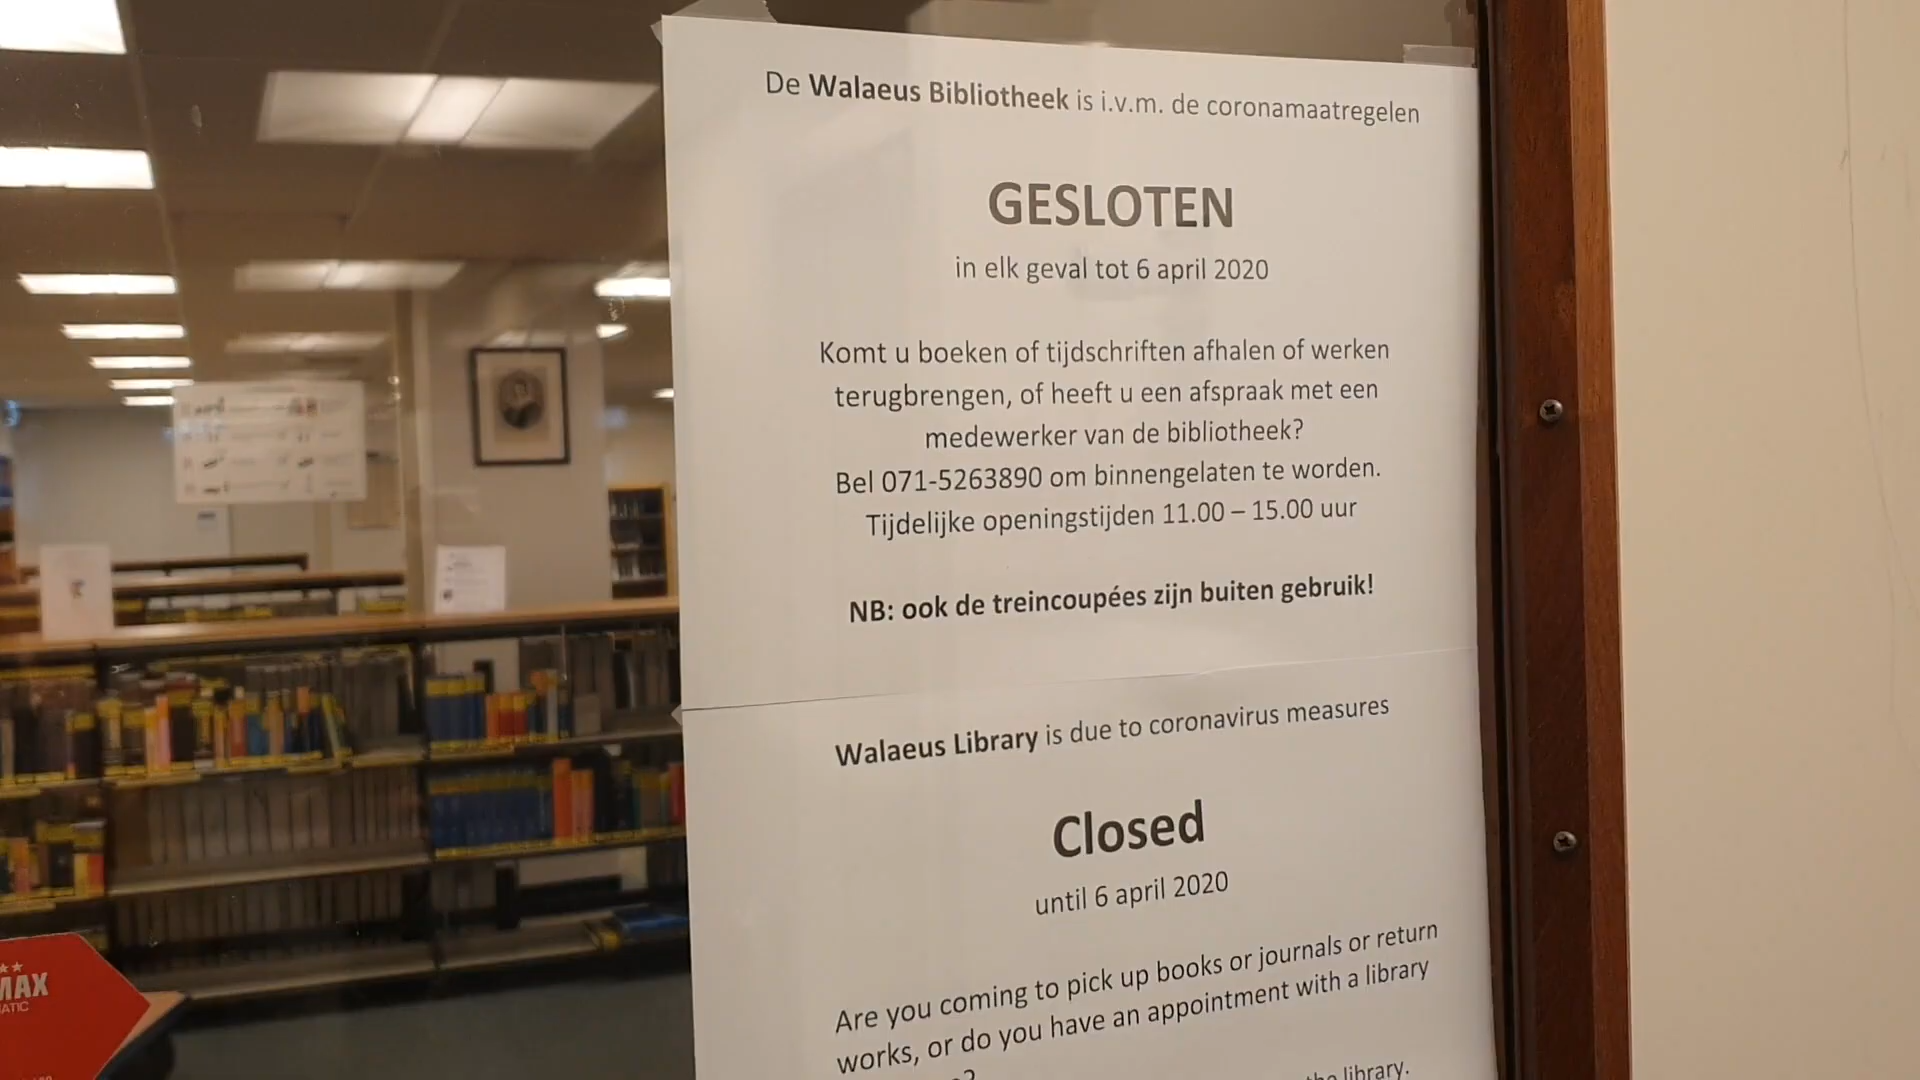 De Walaeus Bibliotheek is i.v.m. de coronamaatregelen
GESLOTEN
in elk geval tot 6 april 2020
Komt u boeken of tijdschriften afhalen of werken
terugbrengen, of heeft u een afspraak met een
medewerker van de bibliotheek?
Bel 071-5263890 om binnengelaten te worden.
Tijdelijke openingstijden 11.00 – 15.00 uur
NB: ook de treincoupées zijn buiten gebruik!
Walaeus Library is due to coronavirus measures
Closed
until 6 april 2020
Are you coming to pick up books or journals or return
works, or do you have an appointment with a library
library.
MAX